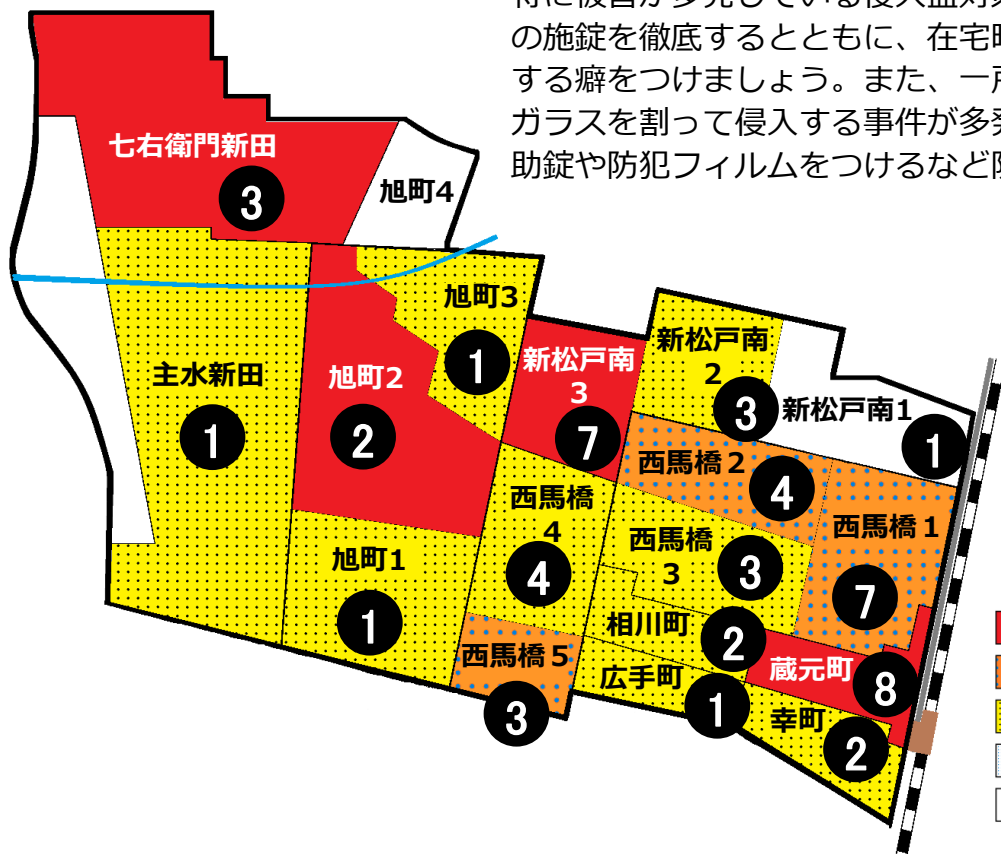 の施錠を徹底するとともに、在宅時
する癖をつけましょう。また、一戸
ガラスを割って侵入する事件が多発
助錠や防犯フィルムをつけるなど防
七右衛門新田
3
旭町4
旭町3
1
主水新田
1
旭町2
2
新松戸南
3
7
新松戸南
2
3
新松戸南1
1
西馬橋2
4
西馬橋1
7
西馬橋
4
4
西馬橋
3
3
旭町1
1
相川町
2
西馬橋5
3
広手町
1
蔵元町
8
幸町
2